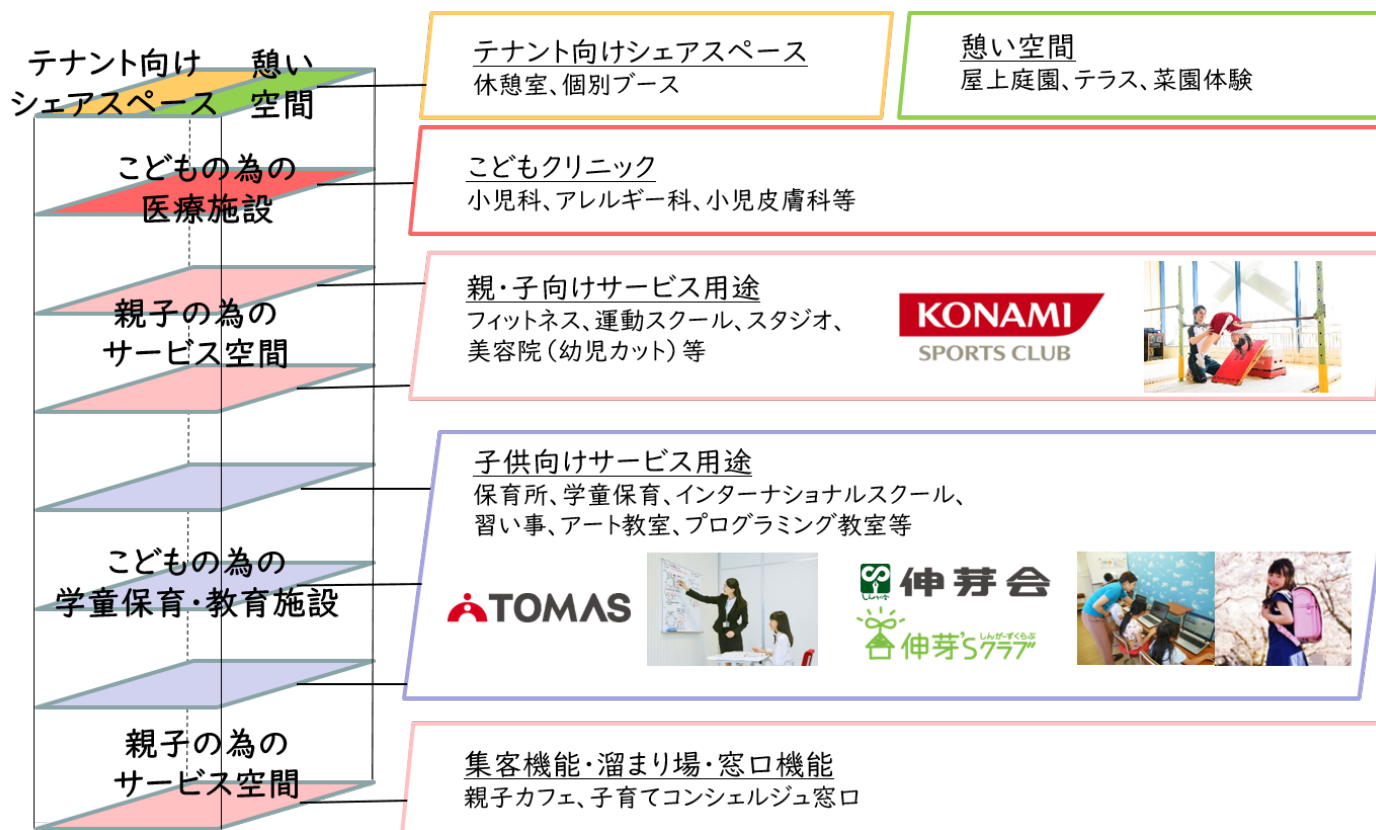 テナント向け
シェアスペース
憩い
空間
テナント向けシェアスペース
休憩室、個別ブース
憩い空間
屋上庭園、テラス、菜園体験
こどもの為の
医療施設
こどもクリニック
小児科、アレルギー科、小児皮膚科等
親子の為の
サービス空間
親・子向けサービス用途
フィットネス、運動スクール、スタジオ、
美容院(幼児カット)等
KONAMI
SPORTS CLUB
こどもの為の
学童保育・教育施設
子供向けサービス用途
保育所、学童保育、インターナショナルスクール、
習い事、アート教室、プログラミング教室等
TOMAS
しんが会
伸芽会
しんが〜ずくらぶ
伸芽'Sクラブ
親子の為の
サービス空間
集客機能・溜まり場・窓口機能
親子カフェ、子育てコンシェルジュ窓口